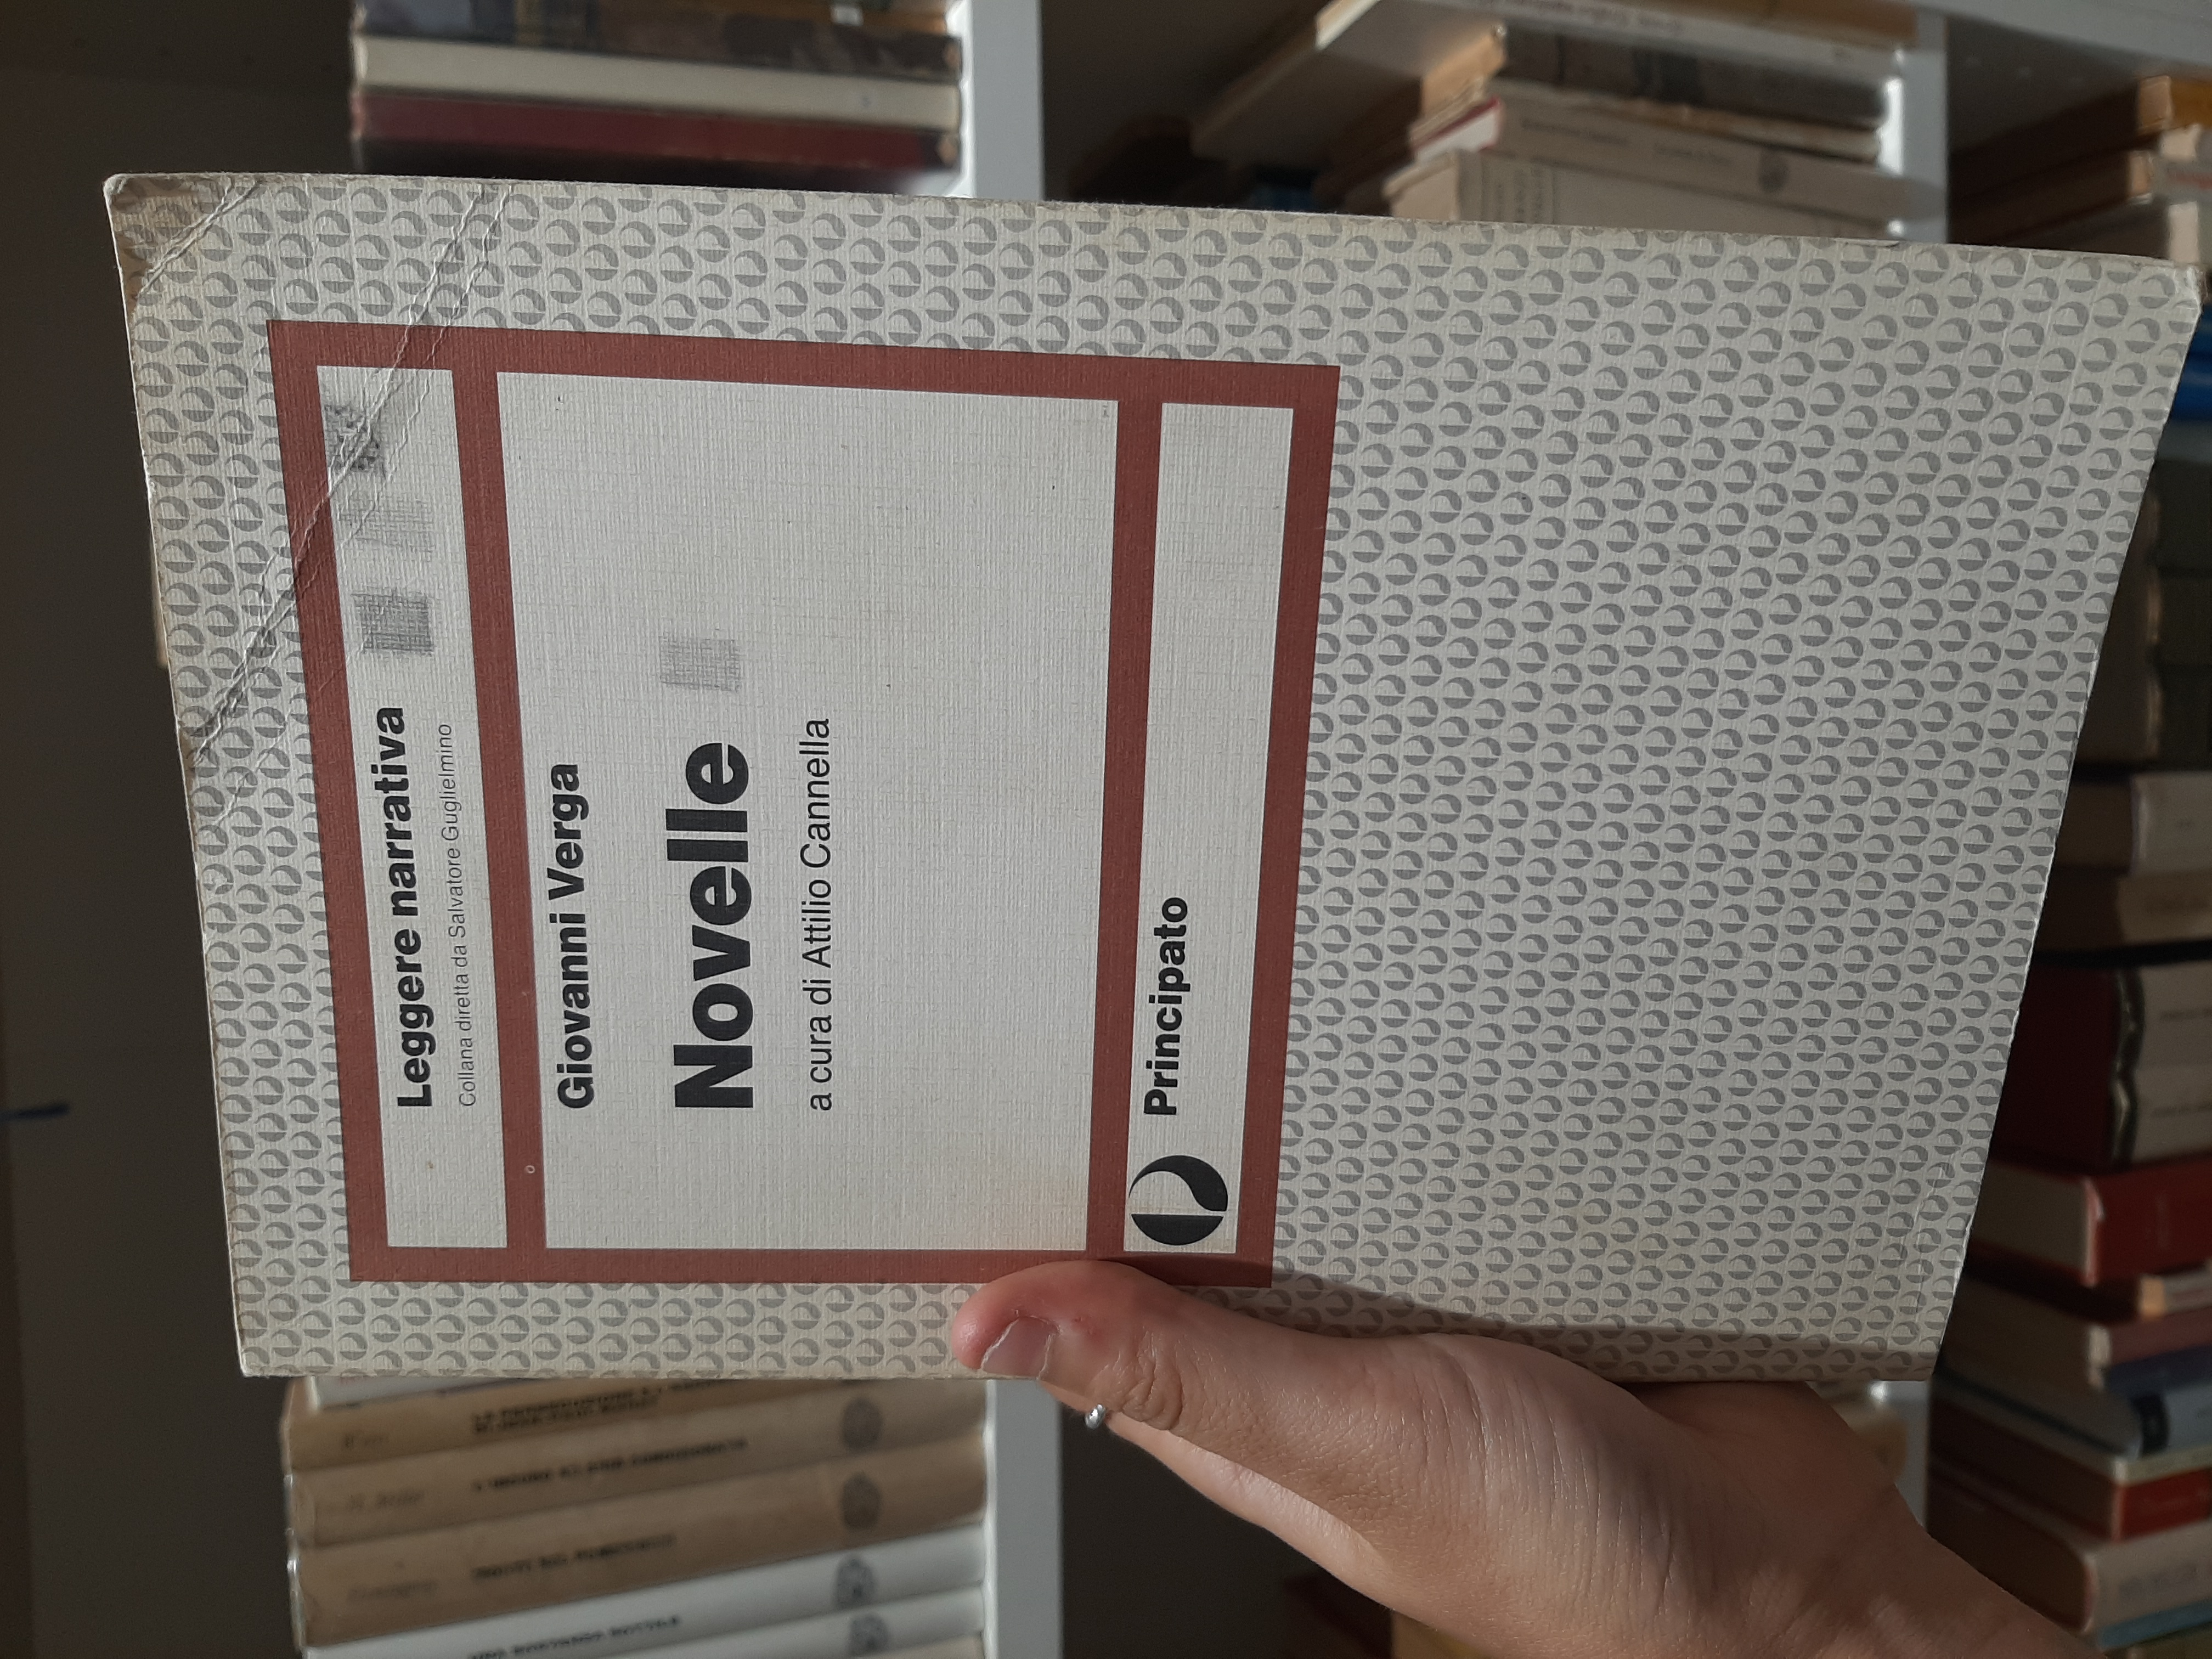 Leggere narrativa
Collana diretta da Salvatore Guglielmino
Giovanni Verga
Novelle
a cura di Attilio Cannella
Principato